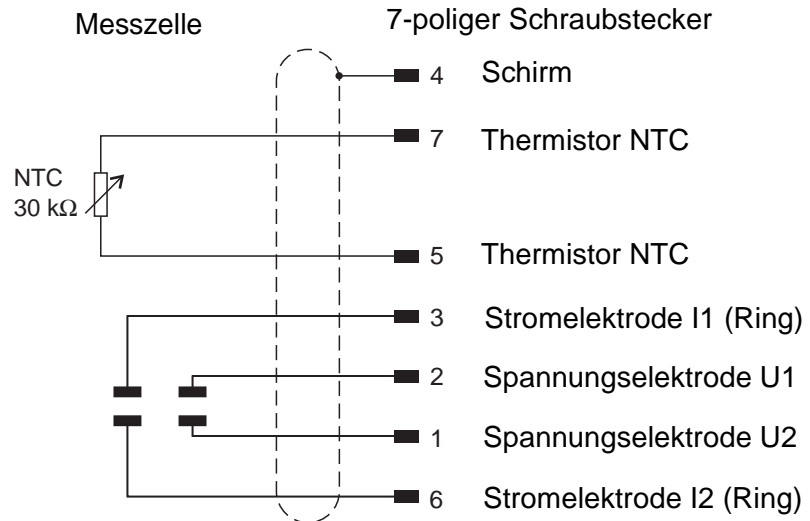 Messzelle
7-poliger Schraubstecker
4 Schirm
7 Thermistor NTC
NTC
30 kΩ
5 Thermistor NTC
3 Stromelektrode I1 (Ring)
2 Spannungselektrode U1
1 Spannungselektrode U2
6 Stromelektrode I2 (Ring)